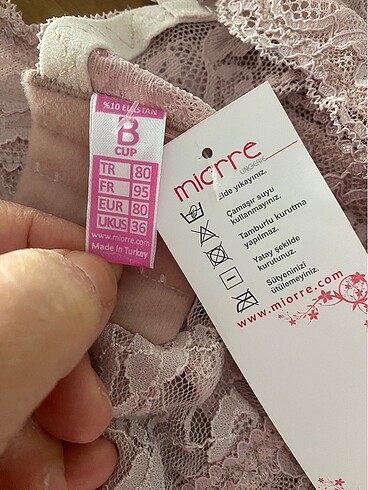 %10 ELASTAN
B
CUP
TR 80
FR 95
EUR 80
UKUS 36
www.miorre.com
Made in Turkey
miorre
LINGERIE
Elde yıkayınız.
Çamaşır suyu
kullanmayınız.
Tamburlu kurutma
yapılmaz.
Yatay şekilde
kurutunuz.
Sütyeninizi
ütülemeyiniz.
www.miorre.com